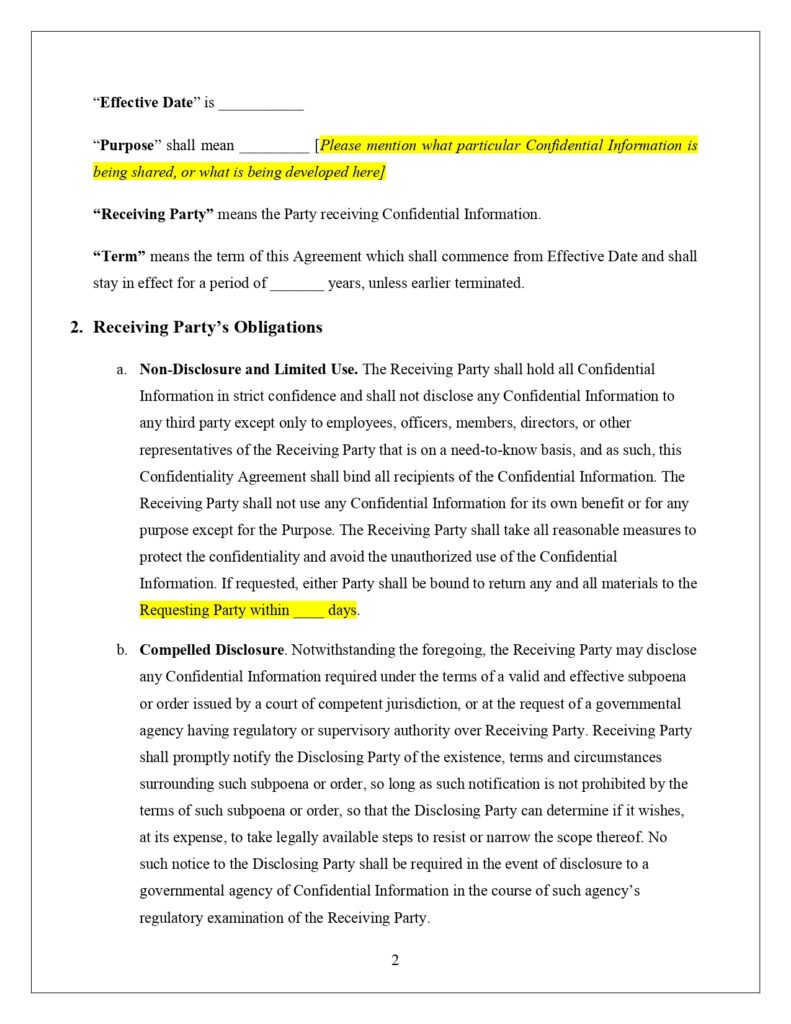 “Effective Date” is ___________
“Purpose” shall mean _________ [Please mention what particular Confidential Information is
being shared, or what is being developed here]
“Receiving Party” means the Party receiving Confidential Information.
“Term” means the term of this Agreement which shall commence from Effective Date and shall
stay in effect for a period of _______ years, unless earlier terminated.
2. Receiving Party’s Obligations
a. Non-Disclosure and Limited Use. The Receiving Party shall hold all Confidential
Information in strict confidence and shall not disclose any Confidential Information to
any third party except only to employees, officers, members, directors, or other
representatives of the Receiving Party that is on a need-to-know basis, and as such, this
Confidentiality Agreement shall bind all recipients of the Confidential Information. The
Receiving Party shall not use any Confidential Information for its own benefit or for any
purpose except for the Purpose. The Receiving Party shall take all reasonable measures to
protect the confidentiality and avoid the unauthorized use of the Confidential
Information. If requested, either Party shall be bound to return any and all materials to the
Requesting Party within ____ days.
b. Compelled Disclosure. Notwithstanding the foregoing, the Receiving Party may disclose
any Confidential Information required under the terms of a valid and effective subpoena
or order issued by a court of competent jurisdiction, or at the request of a governmental
agency having regulatory or supervisory authority over Receiving Party. Receiving Party
shall promptly notify the Disclosing Party of the existence, terms and circumstances
surrounding such subpoena or order, so long as such notification is not prohibited by the
terms of such subpoena or order, so that the Disclosing Party can determine if it wishes,
at its expense, to take legally available steps to resist or narrow the scope thereof. No
such notice to the Disclosing Party shall be required in the event of disclosure to a
governmental agency of Confidential Information in the course of such agency’s
regulatory examination of the Receiving Party.
2